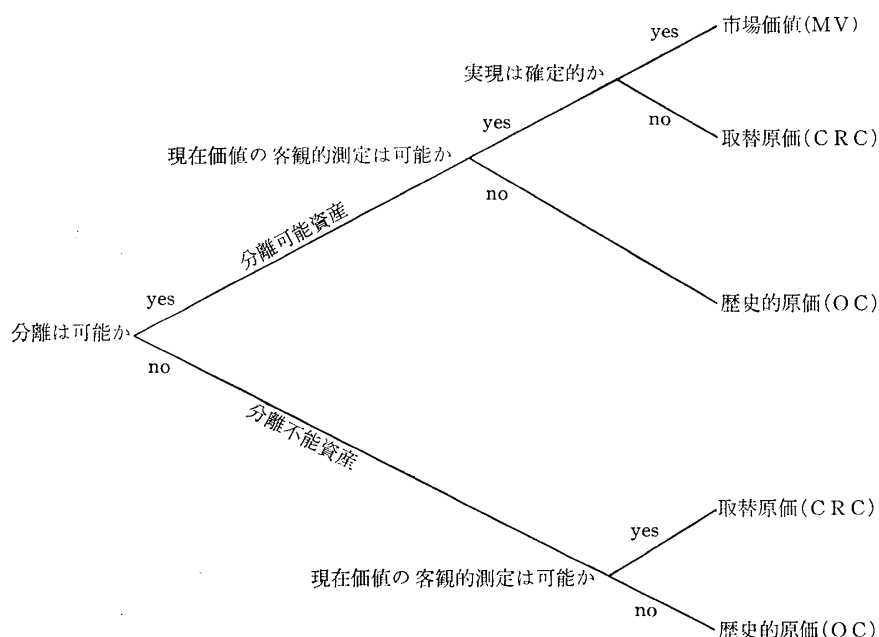 yes
市場価値(MV)
実現は確定的か
no
取替原価(CRC)
yes
現在価値の客観的測定は可能か
no
分離可能資産
歴史的原価(OC)
yes
分離は可能か
no
分離不能資産
取替原価(CRC)
yes
現在価値の客観的測定は可能か
no
歴史的原価(OC)